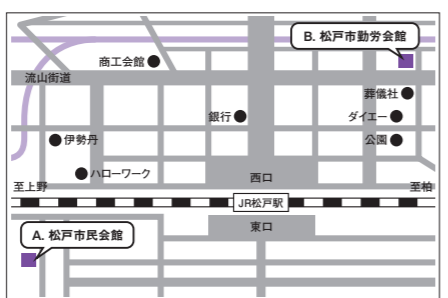 B. 松戸市勤労会館
商工会館
流山街道
葬儀社
銀行
ダイエー
伊勢丹
公園
ハローワーク
西口
至上野
至柏
JR松戸駅
東口
A. 松戸市民会館